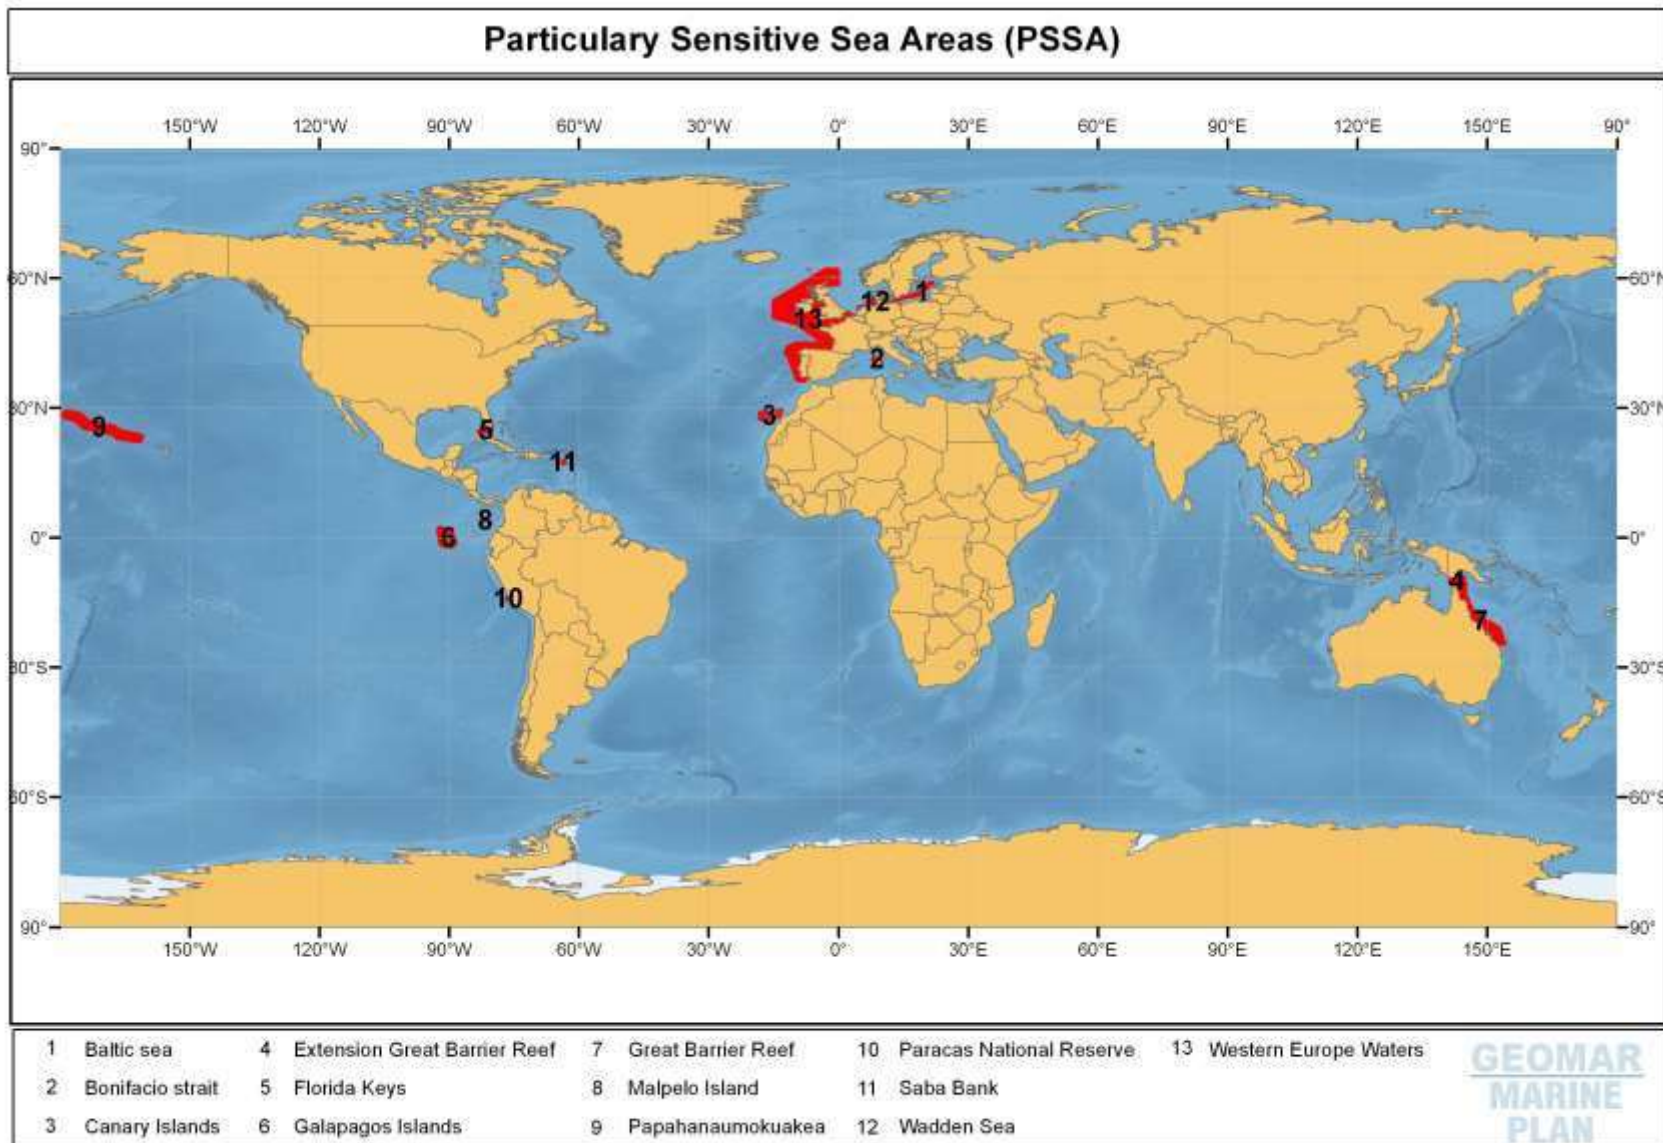 Particulary Sensitive Sea Areas (PSSA)
150°W 120°W 90°W 60°W 30°W 0° 30°E 60°E 90°E 120°E 150°E 90°
90°
60°N 60°N
30°N 30°N
0° 0°
30°S 30°S
60°S 60°S
90° 90°
1
12
13
2
3
9
5
11
8
6
4
10
7
150°W 120°W 90°W 60°W 30°W 0° 30°E 60°E 90°E 120°E 150°E
1 Baltic sea 4 Extension Great Barrier Reef 7 Great Barrier Reef 10 Paracas National Reserve 13 Western Europe Waters
2 Bonifacio strait 5 Florida Keys 8 Malpelo Island 11 Saba Bank
3 Canary Islands 6 Galapagos Islands 9 Papahanaumokuakea 12 Wadden Sea
GEOMAR
MARINE
PLAN